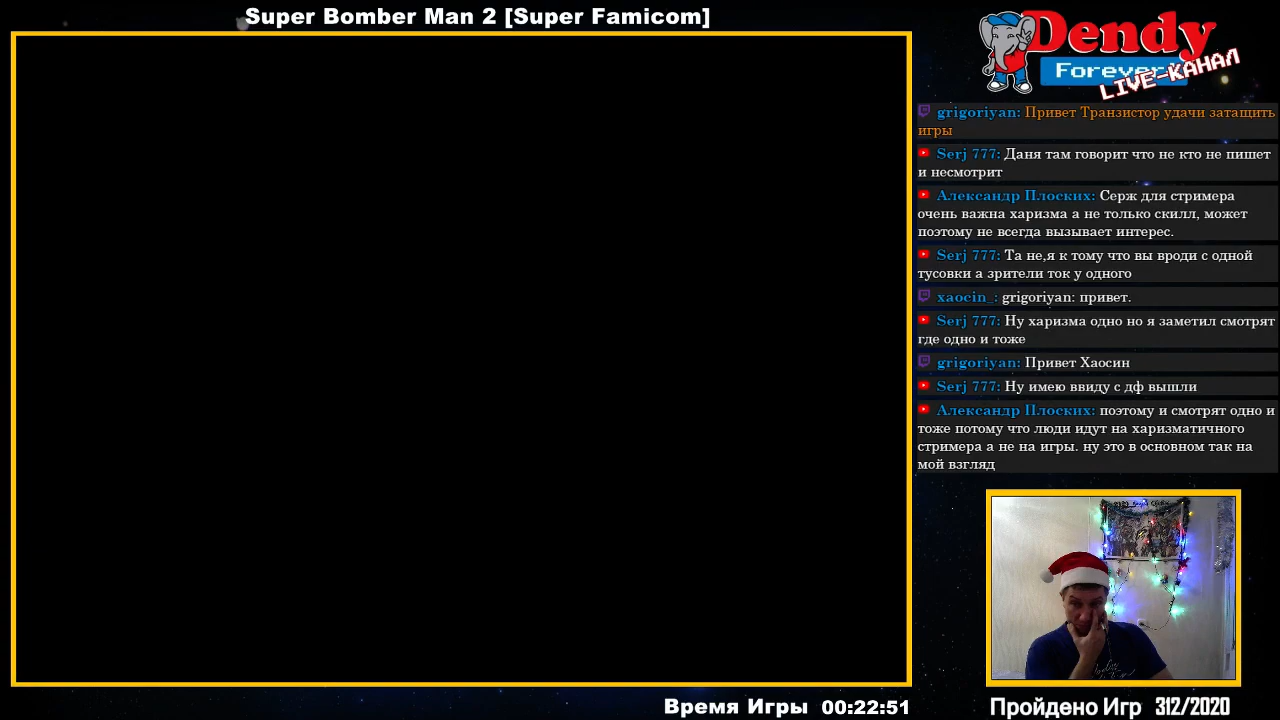 Super Bomber Man 2 [Super Famicom]
Dendy
Forever!
LIVE-КАНАЛ
grigoriyan: Привет Транзистор удачи затащить
игры
Serj 777: Даня там говорит что не кто не пишет
и несмотрит
Александр Плоских: Серж для стримера
очень важна харизма а не только скилл, может
поэтому не всегда вызывает интерес.
Serj 777: Та не,я к тому что вы вроди с одной
тусовки а зрители ток у одного
xaocin_: grigoriyan: привет.
Serj 777: Ну харизма одно но я заметил смотрят
где одно и тоже
grigoriyan: Привет Хаосин
Serj 777: Ну имею ввиду с дф вышли
Александр Плоских: поэтому и смотрят одно и
тоже потому что люди идут на харизматичного
стримера а не на игры. ну это в основном так на
мой взгляд
Время Игры 00:22:51
Пройдено Игр 312/2020